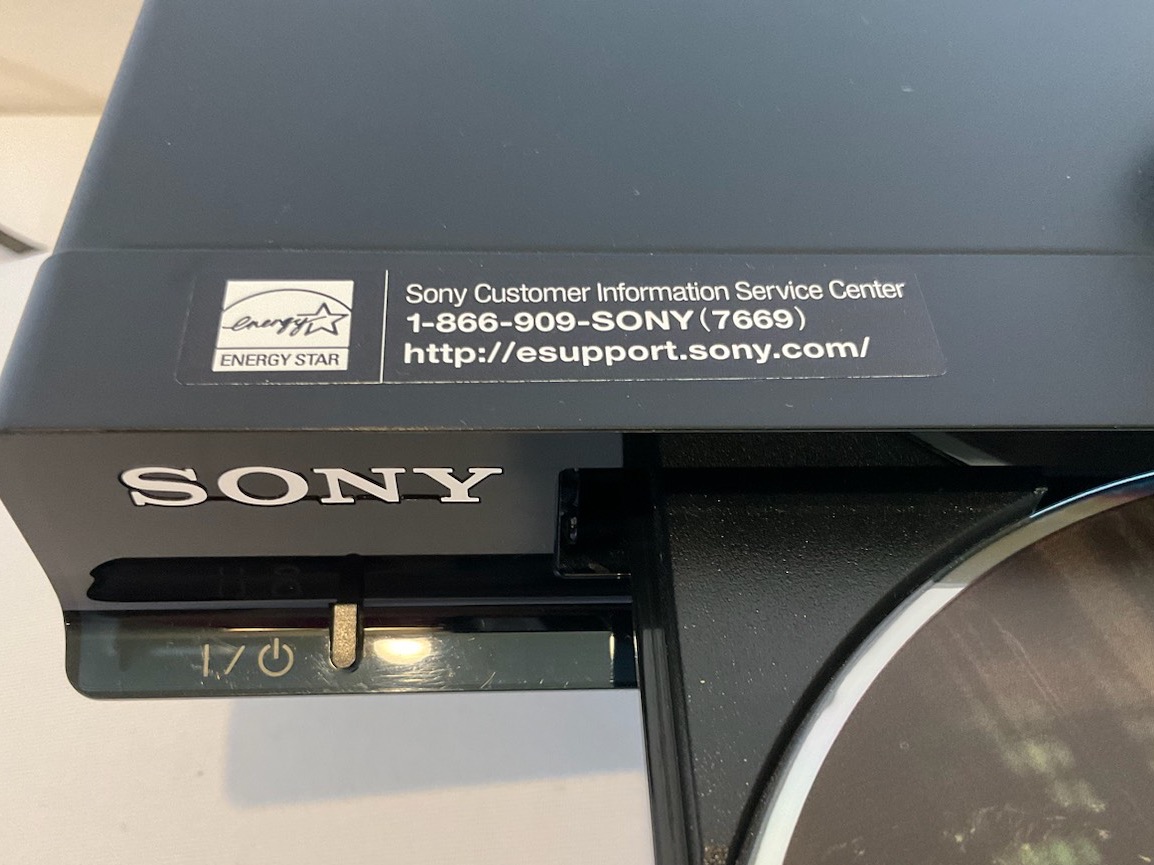 energy
ENERGY STAR
Sony Customer Information Service Center
1-866-909-SONY(7669)
http://esupport.sony.com/
SONY
I/⏻